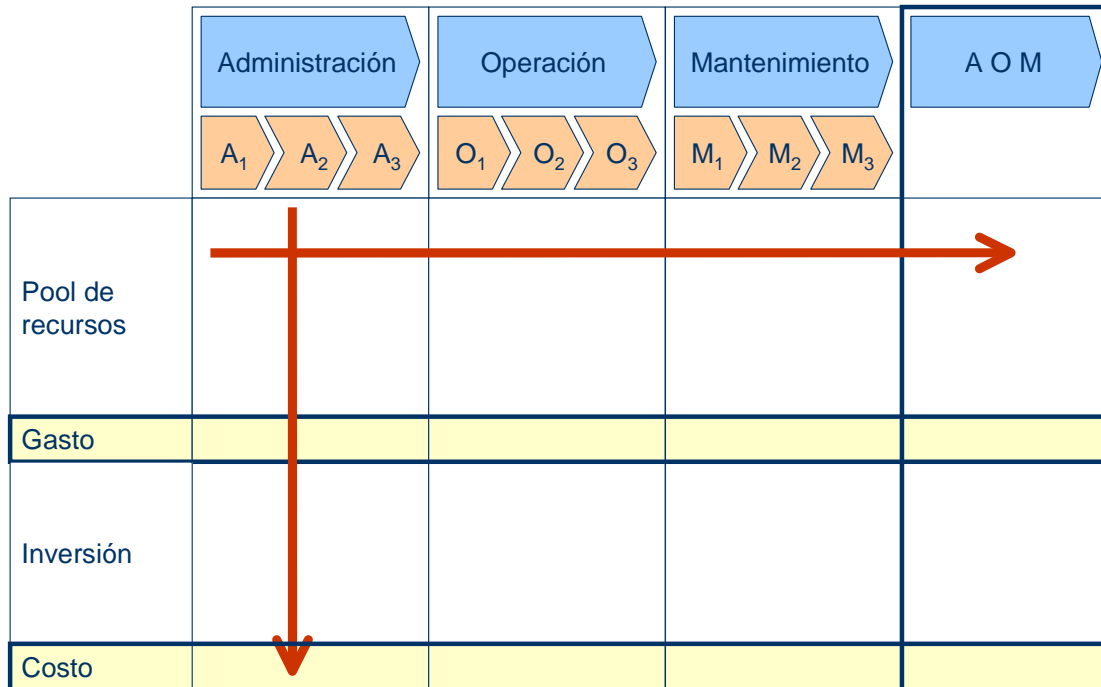 Administración Operación Mantenimiento A O M
A₁ A₂ A₃ O₁ O₂ O₃ M₁ M₂ M₃
Pool de
recursos
Gasto
Inversión
Costo